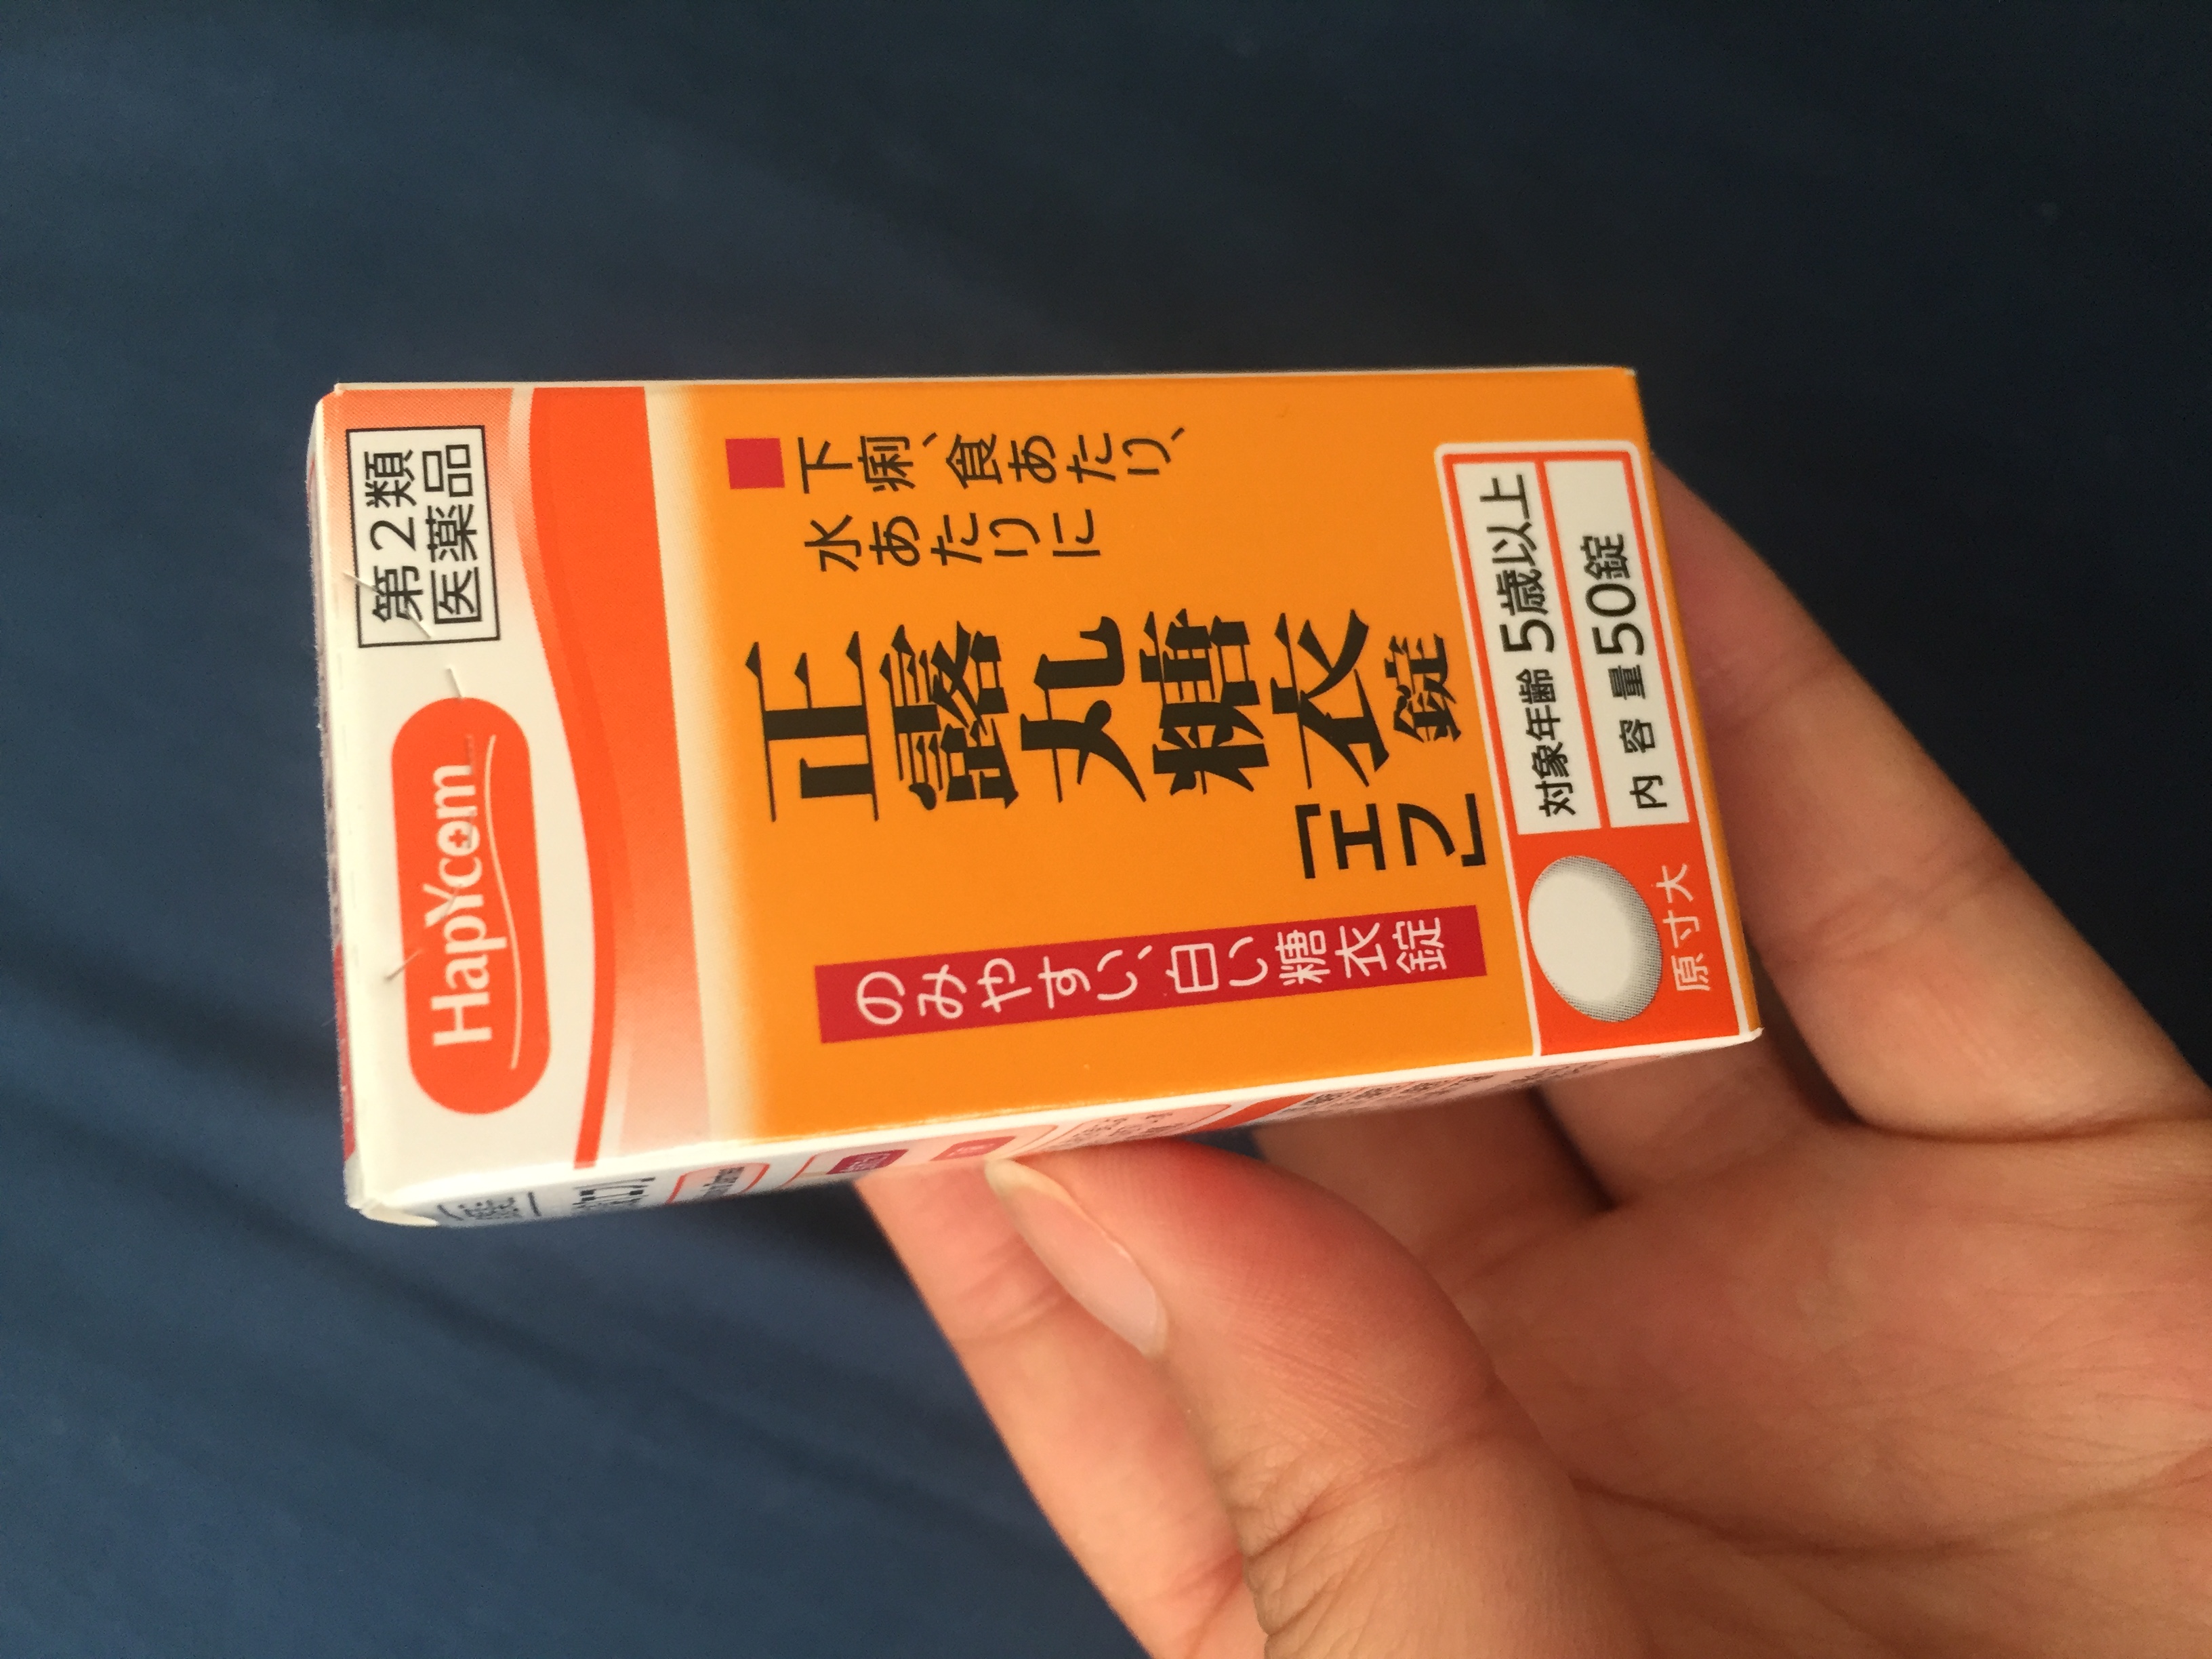 第2類
医薬品
HapYcom
下痢、食あたり、
水あたりに
正露丸糖衣錠
「エフ」
のみやすい、白い糖衣錠
対象年齢 5歳以上
内容量 50錠
原寸大